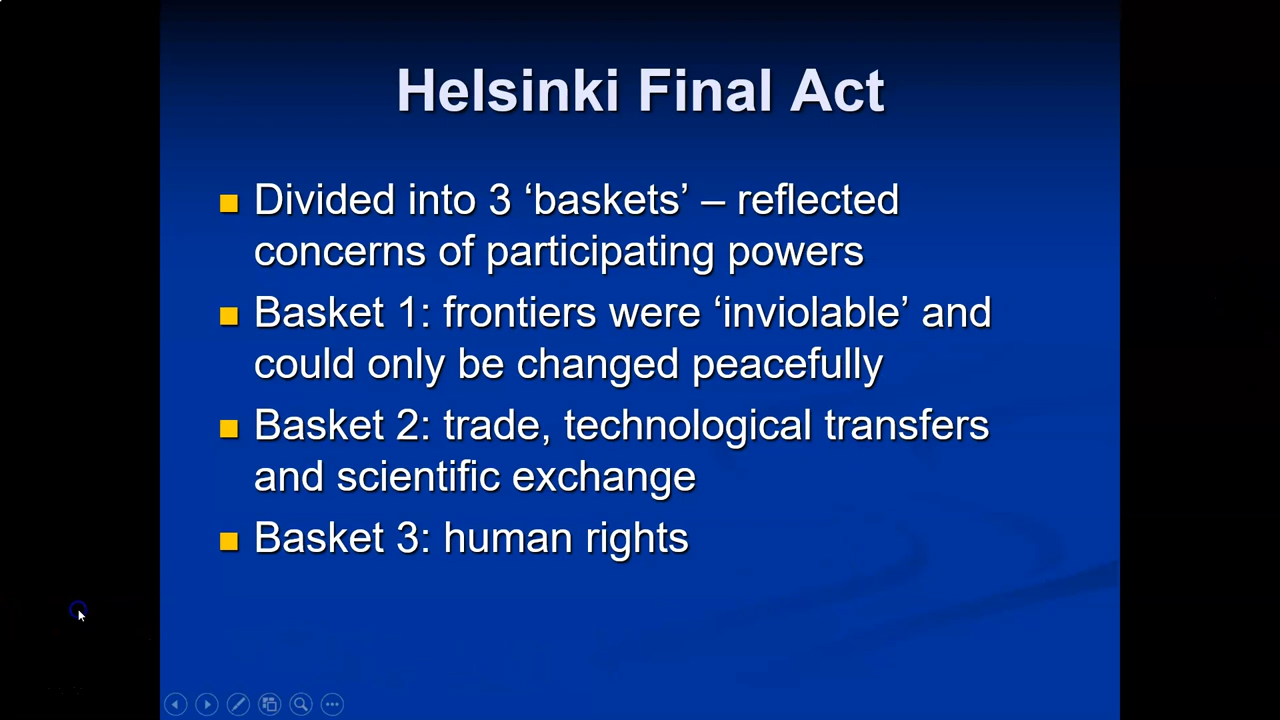 Helsinki Final Act
Divided into 3 ‘baskets’ – reflected
concerns of participating powers
Basket 1: frontiers were ‘inviolable’ and
could only be changed peacefully
Basket 2: trade, technological transfers
and scientific exchange
Basket 3: human rights